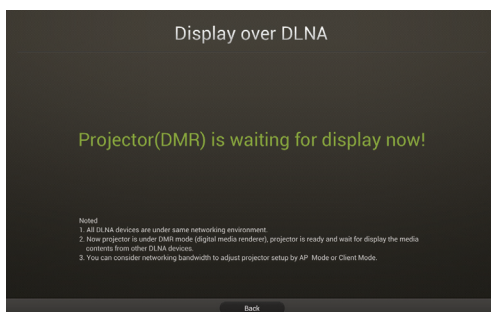 Display over DLNA
Projector(DMR) is waiting for display now!
Noted
1. All DLNA devices are under same networking environment.
2. Now projector is under DMR mode (digital media renderer), projector is ready and wait for display the media
contents from other DLNA devices.
3. You can consider networking bandwidth to adjust projector setup by AP Mode or Client Mode.
Back